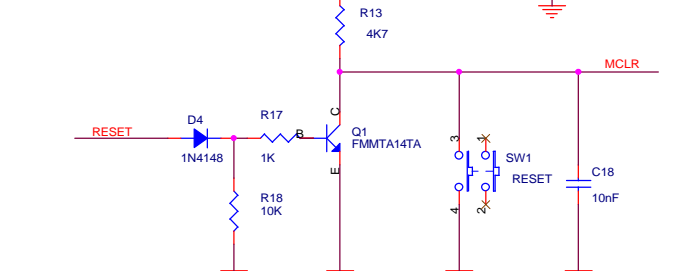 R13
4K7
MCLR
C
D4
R17
B
Q1
RESET
FMMTA14TA
3
1
1N4148
1K
SW1
E
RESET
C18
R18
10K
10nF
4
2